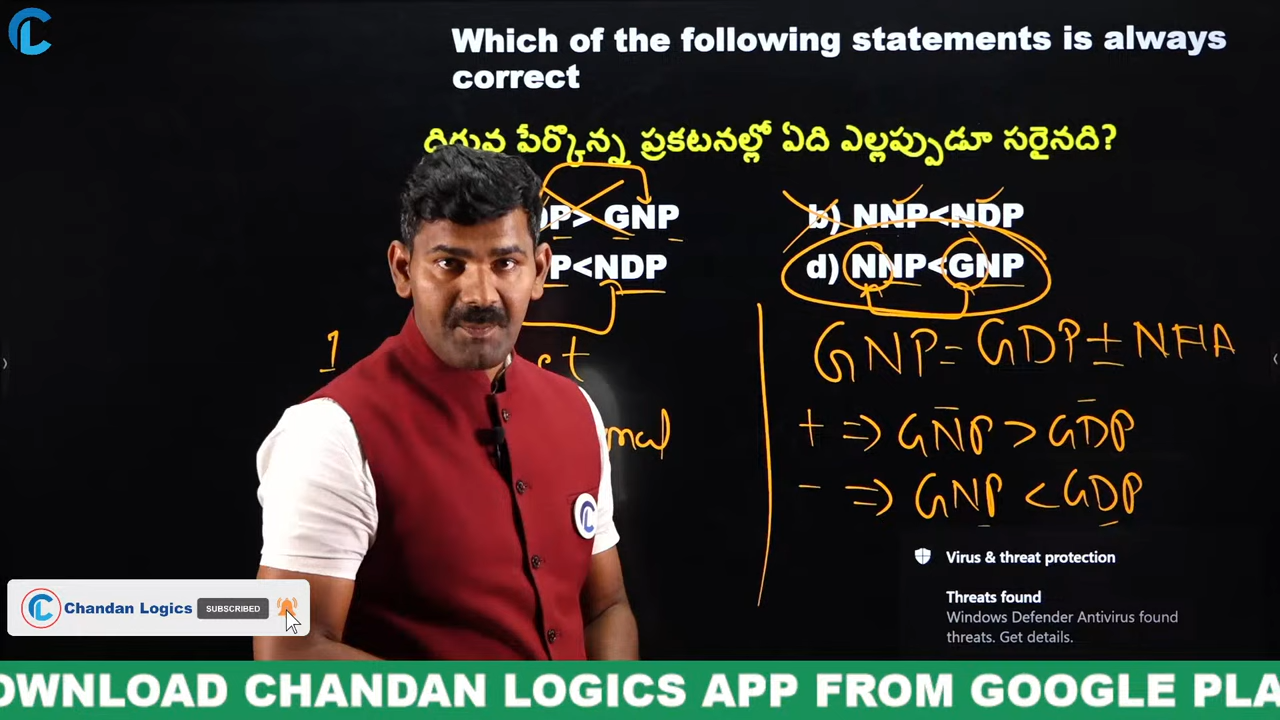 Which of the following statements is always
correct
దిగువ పేర్కొన్న ప్రకటనల్లో ఏది ఎల్లప్పుడూ సరైనది?
DP> GNP
b) NNP<NDP
P<NDP
d) NNP<GNP
1
GNP = GDP ± NFIA
+ ⇒ GNP > GDP
- ⇒ GNP < GDP
Virus & threat protection
Threats found
Windows Defender Antivirus found
threats. Get details.
Chandan Logics SUBSCRIBED
OWNLOAD CHANDAN LOGICS APP FROM GOOGLE PLA